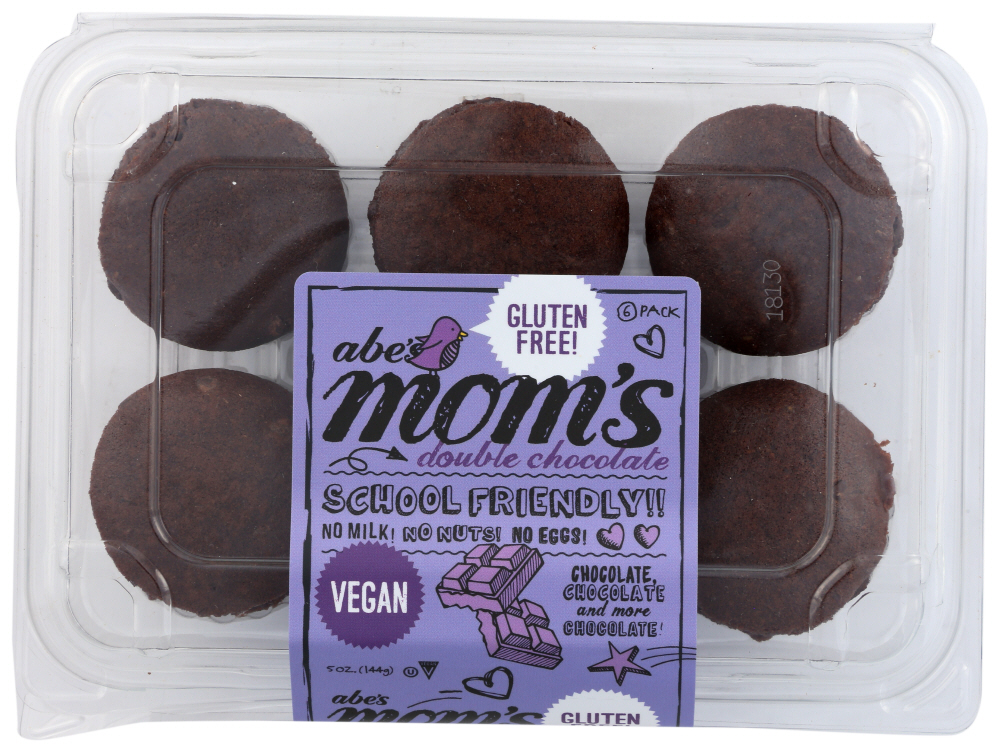 18130
GLUTEN
FREE!
6 PACK
abe's
mom's
double chocolate
SCHOOL FRIENDLY!!
NO MILK! NO NUTS! NO EGGS!
VEGAN
CHOCOLATE,
CHOCOLATE
and more
CHOCOLATE!
5 OZ. (144g) U V
abe's
mom's
GLUTEN